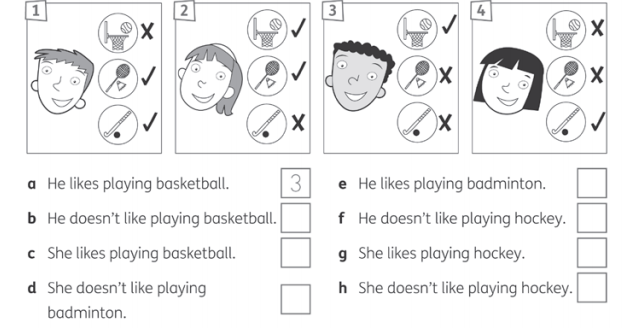 1
2
3
4
a He likes playing basketball. 3
b He doesn't like playing basketball.
c She likes playing basketball.
d She doesn't like playing
badminton.
e He likes playing badminton.
f He doesn't like playing hockey.
g She likes playing hockey.
h She doesn't like playing hockey.